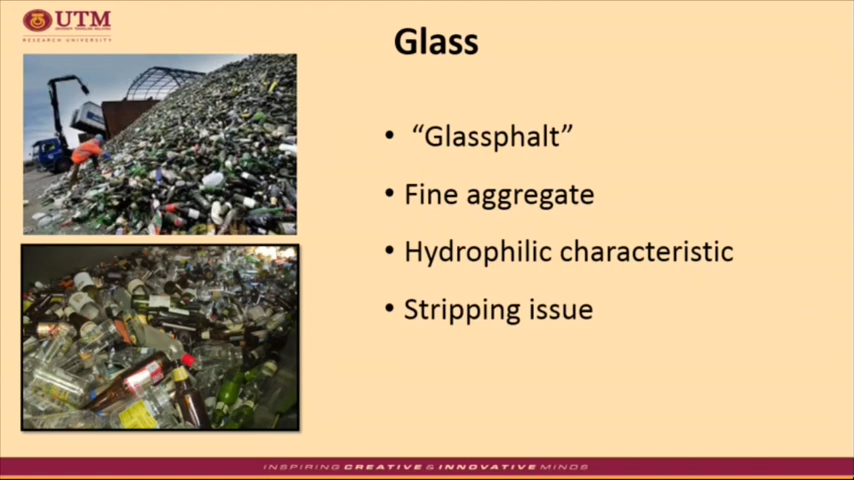 UTM
RESEARCH UNIVERSITY
Glass
• “Glassphalt”
• Fine aggregate
• Hydrophilic characteristic
• Stripping issue
INSPIRING CREATIVE & INNOVATIVE MINDS